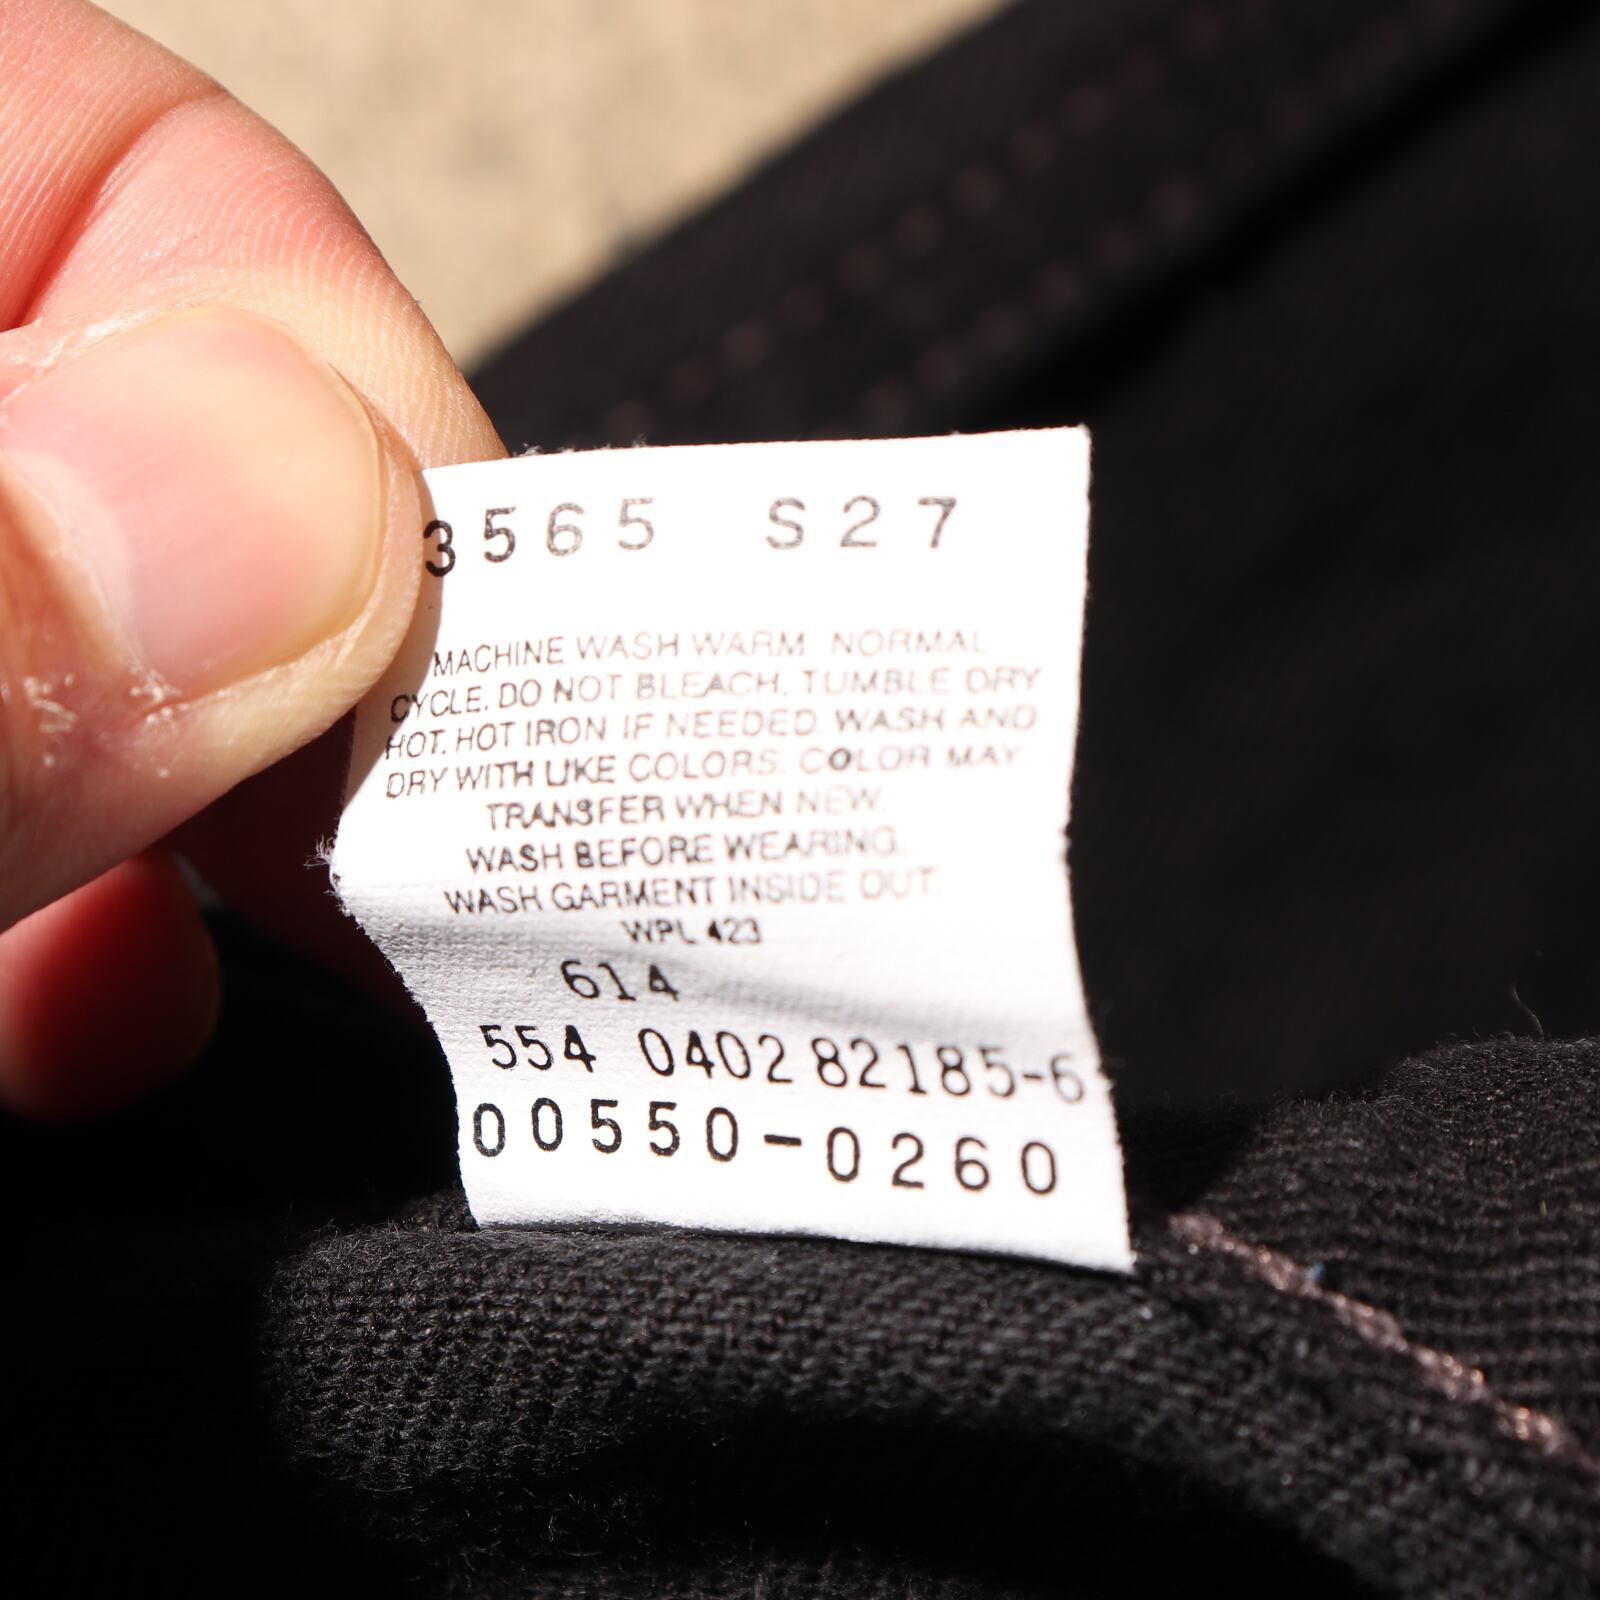 3565 S27
MACHINE WASH WARM NORMAL
CYCLE. DO NOT BLEACH. TUMBLE DRY
HOT. HOT IRON IF NEEDED. WASH AND
DRY WITH LIKE COLORS. COLOR MAY
TRANSFER WHEN NEW.
WASH BEFORE WEARING.
WASH GARMENT INSIDE OUT.
WPL 423
614
554 0402 82185-6
00550-0260